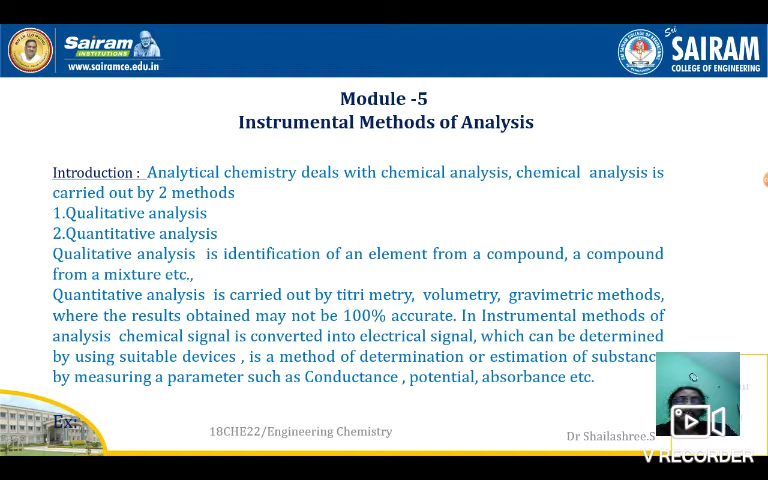 Sairam
INSTITUTIONS
www.sairamce.edu.in
Sri
SAIRAM
COLLEGE OF ENGINEERING
Module -5
Instrumental Methods of Analysis
Introduction : Analytical chemistry deals with chemical analysis, chemical analysis is
carried out by 2 methods
1.Qualitative analysis
2.Quantitative analysis
Qualitative analysis is identification of an element from a compound, a compound
from a mixture etc.,
Quantitative analysis is carried out by titri metry, volumetry, gravimetric methods,
where the results obtained may not be 100% accurate. In Instrumental methods of
analysis chemical signal is converted into electrical signal, which can be determined
by using suitable devices , is a method of determination or estimation of substanc
by measuring a parameter such as Conductance , potential, absorbance etc.
Ex:
18CHE22/Engineering Chemistry
Dr Shailashree.S
V RECORDER